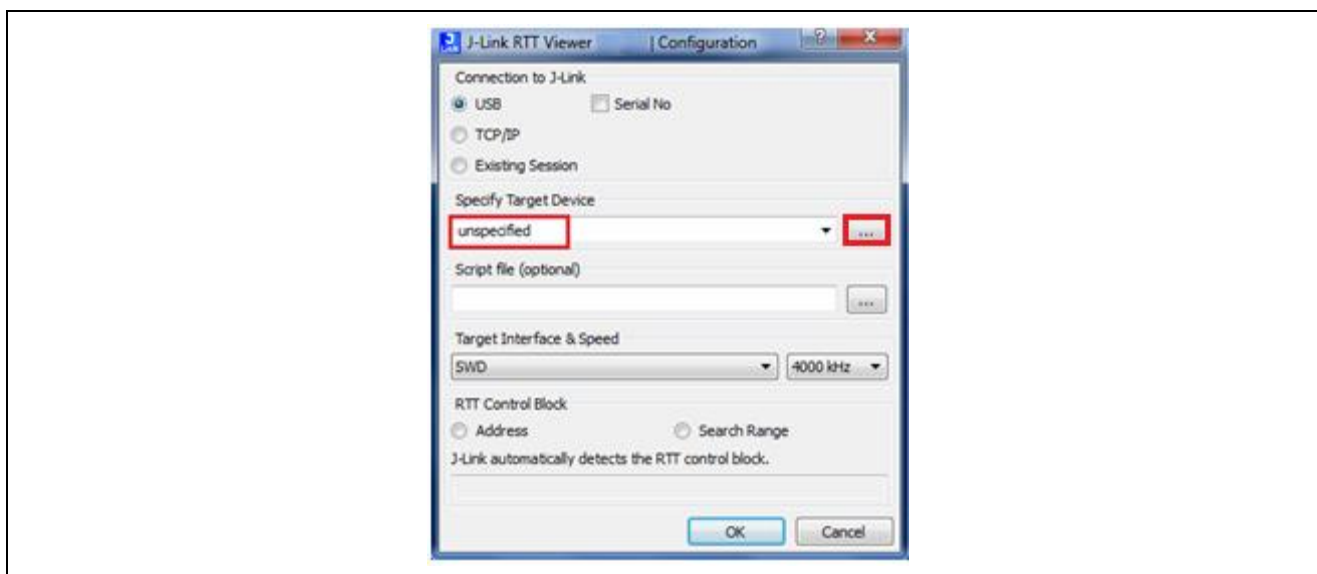 J-Link RTT Viewer | Configuration
Connection to J-Link
USB Serial No
TCP/IP
Existing Session
Specify Target Device
unspecified ...
Script file (optional)
...
Target Interface & Speed
SWD 4000 kHz
RTT Control Block
Address Search Range
J-Link automatically detects the RTT control block.
OK Cancel